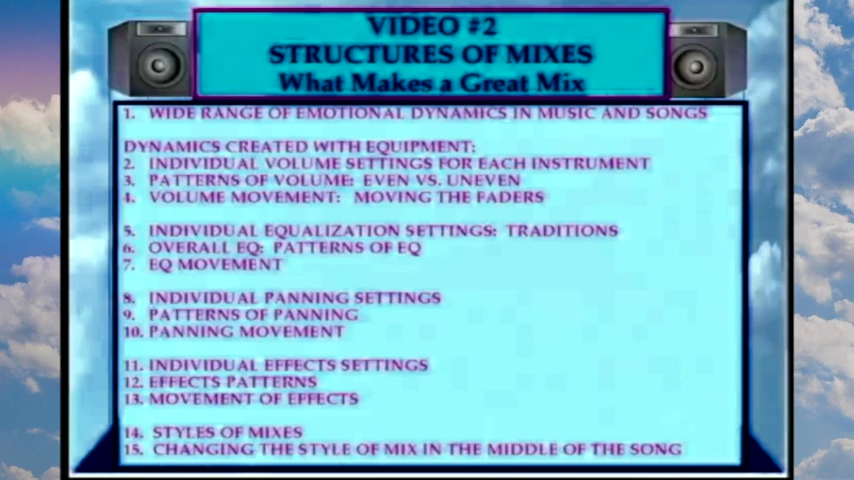 VIDEO #2
STRUCTURES OF MIXES
What Makes a Great Mix
1. WIDE RANGE OF EMOTIONAL DYNAMICS IN MUSIC AND SONGS
DYNAMICS CREATED WITH EQUIPMENT:
2. INDIVIDUAL VOLUME SETTINGS FOR EACH INSTRUMENT
3. PATTERNS OF VOLUME: EVEN VS. UNEVEN
4. VOLUME MOVEMENT: MOVING THE FADERS
5. INDIVIDUAL EQUALIZATION SETTINGS: TRADITIONS
6. OVERALL EQ: PATTERNS OF EQ
7. EQ MOVEMENT
8. INDIVIDUAL PANNING SETTINGS
9. PATTERNS OF PANNING
10. PANNING MOVEMENT
11. INDIVIDUAL EFFECTS SETTINGS
12. EFFECTS PATTERNS
13. MOVEMENT OF EFFECTS
14. STYLES OF MIXES
15. CHANGING THE STYLE OF MIX IN THE MIDDLE OF THE SONG